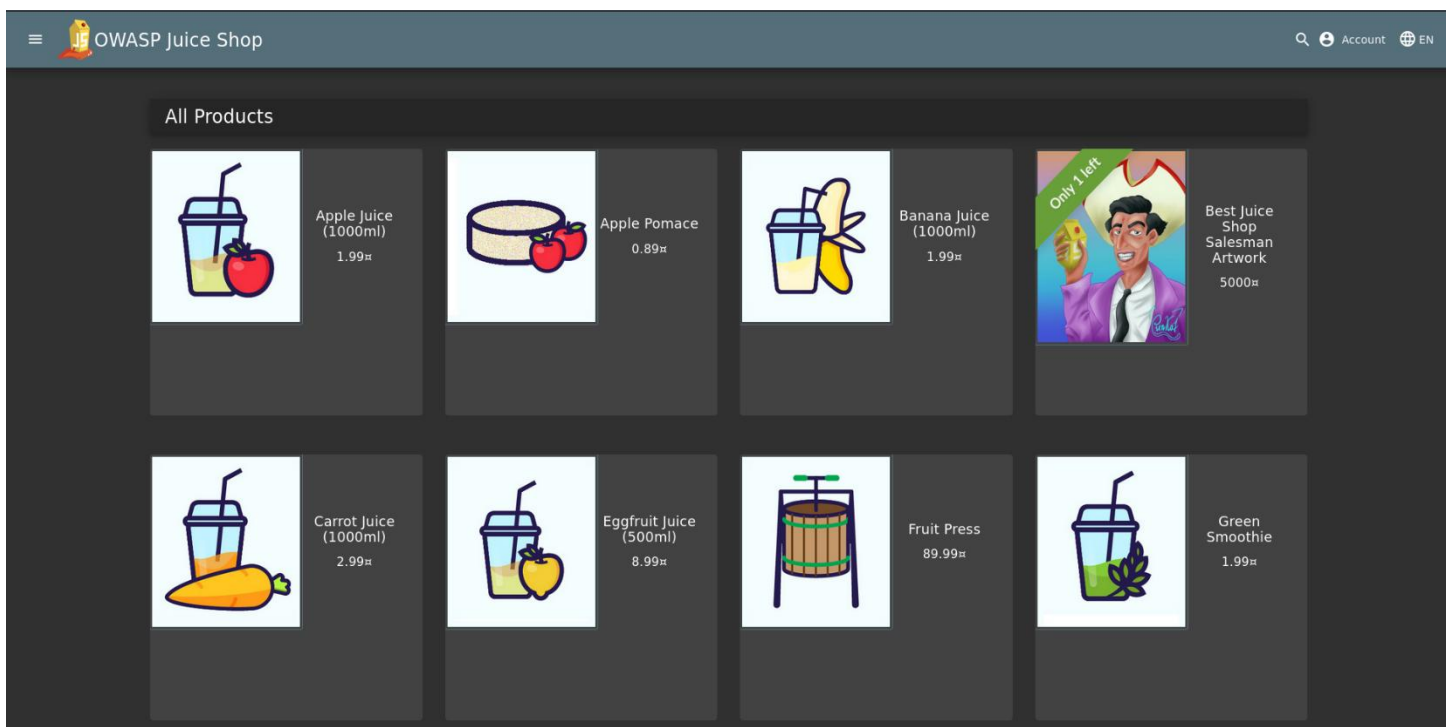 OWASP Juice Shop
Account
EN
All Products
Apple Juice
(1000ml)
1.99¤
Apple Pomace
0.89¤
Banana Juice
(1000ml)
1.99¤
Only 1 left
Best Juice
Shop
Salesman
Artwork
5000¤
Carrot Juice
(1000ml)
2.99¤
Eggfruit Juice
(500ml)
8.99¤
Fruit Press
89.99¤
Green
Smoothie
1.99¤